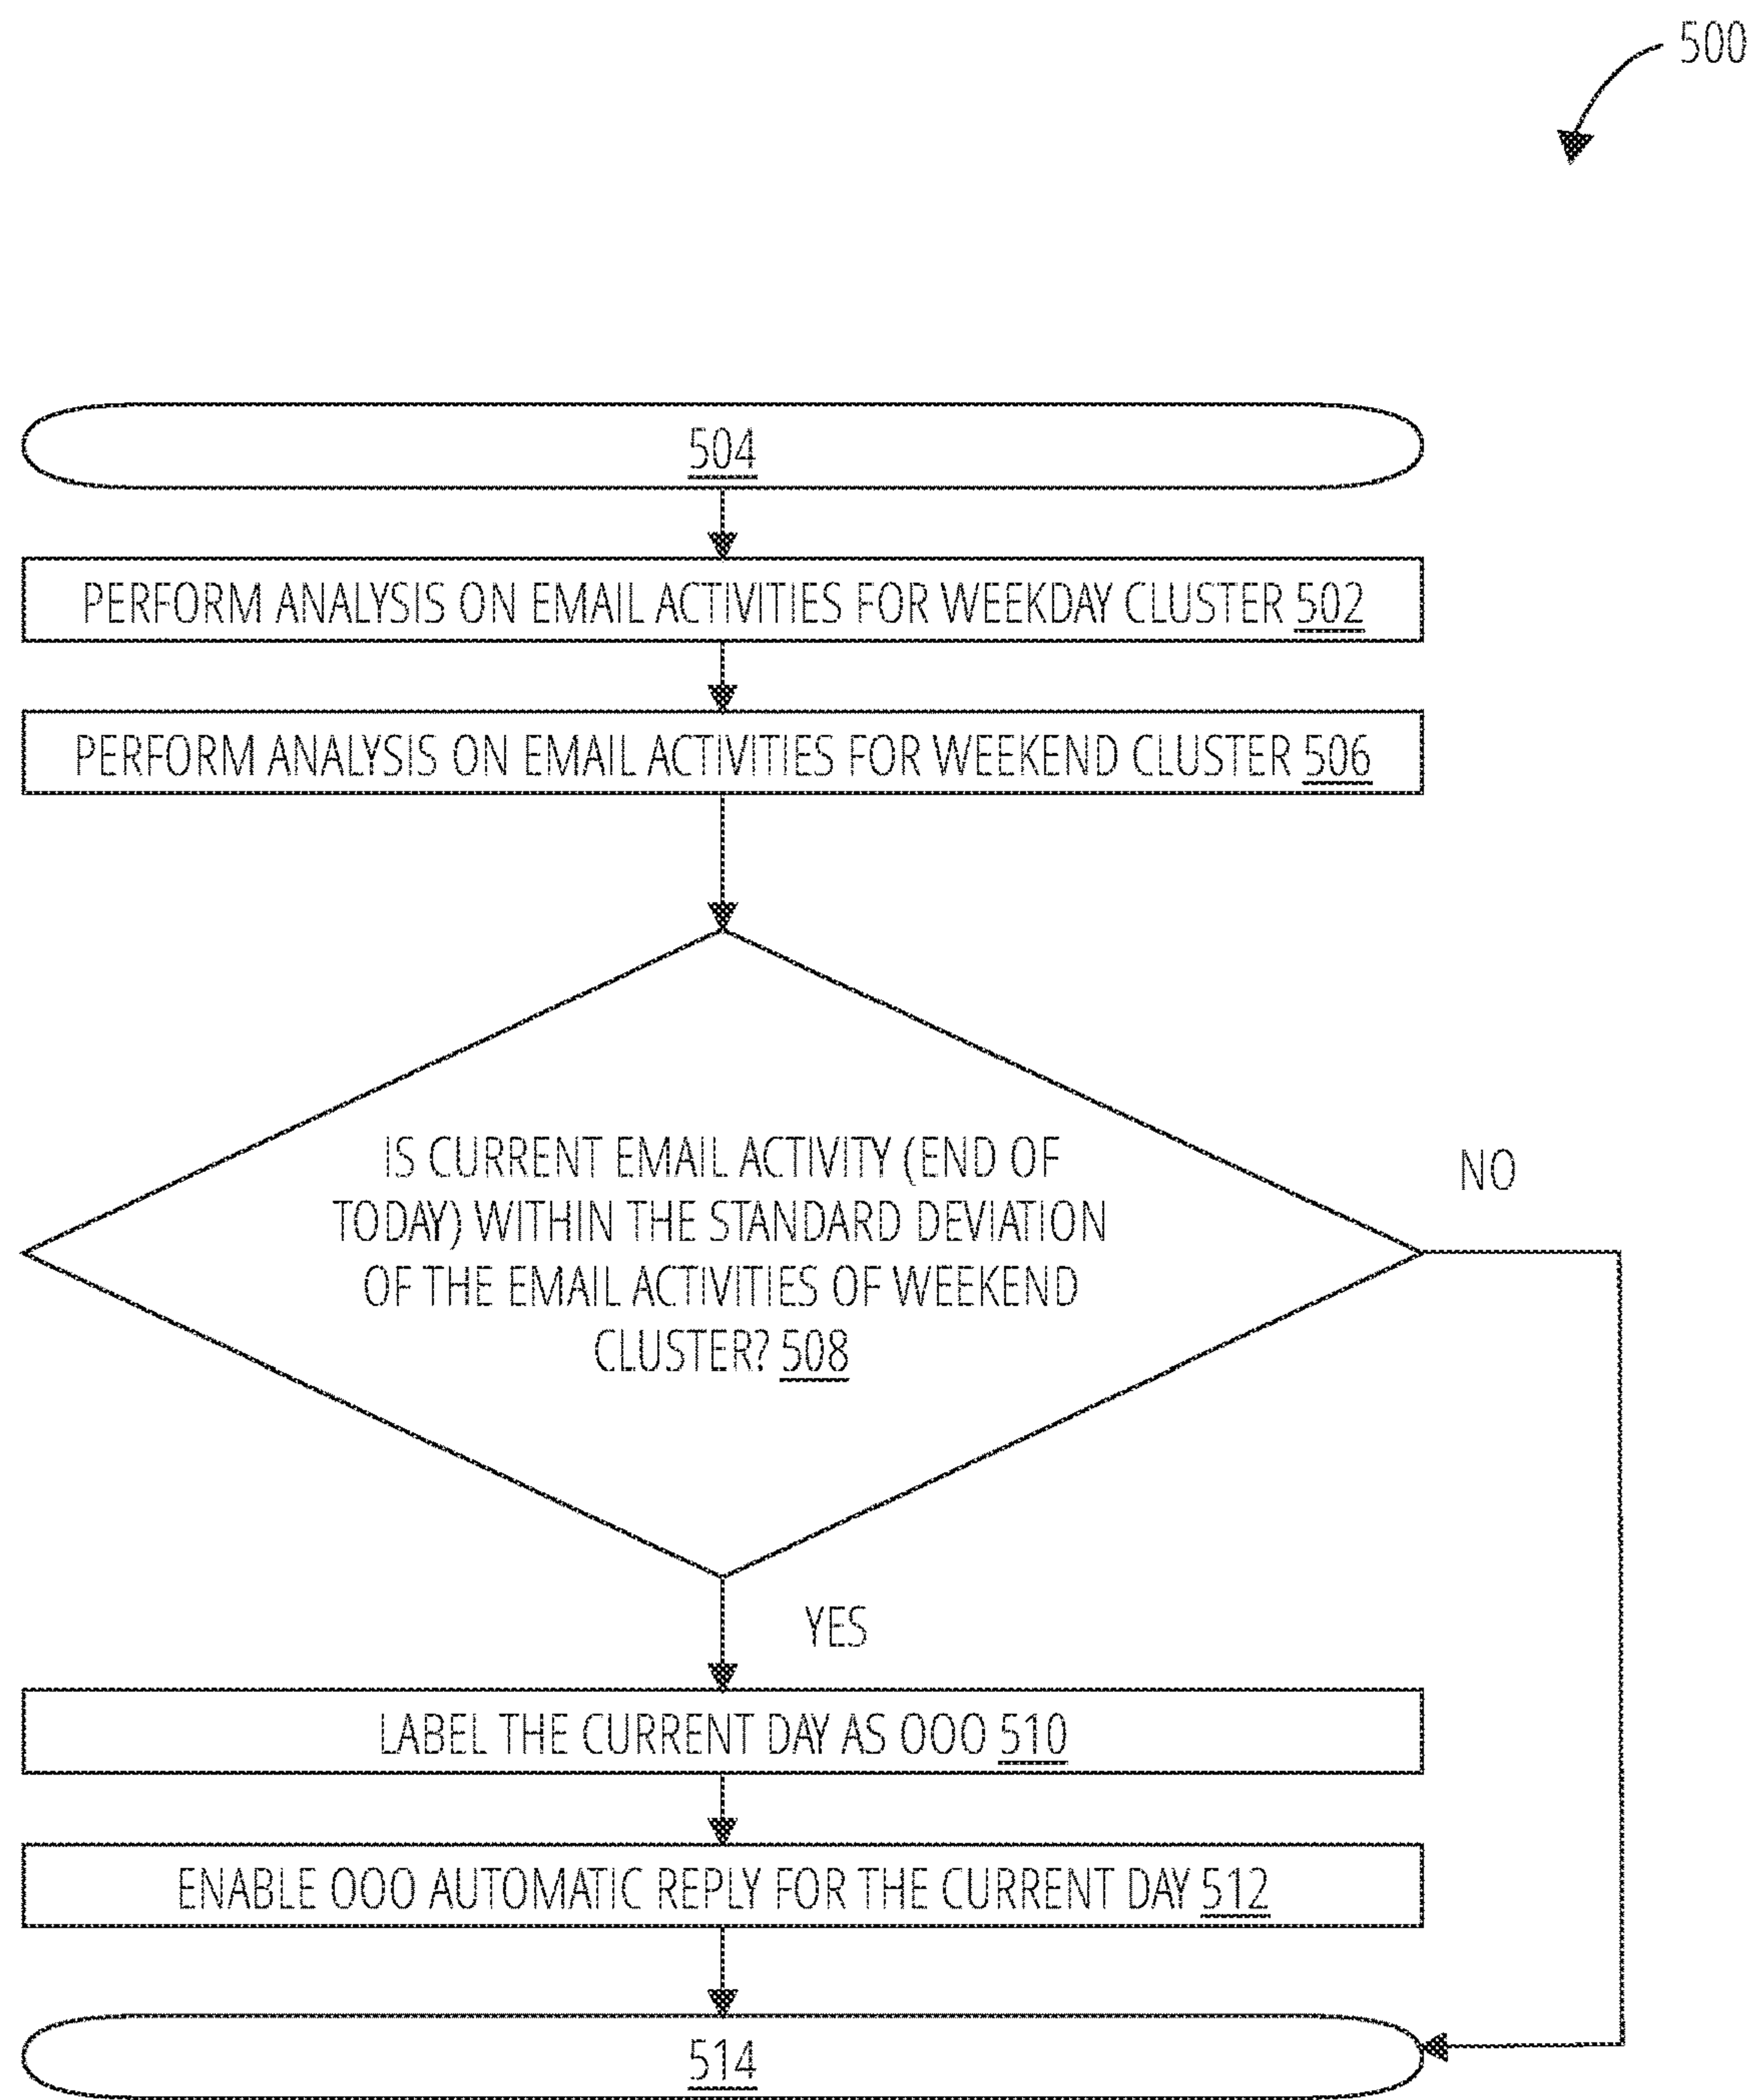 500
504
PERFORM ANALYSIS ON EMAIL ACTIVITIES FOR WEEKDAY CLUSTER 502
PERFORM ANALYSIS ON EMAIL ACTIVITIES FOR WEEKEND CLUSTER 506
IS CURRENT EMAIL ACTIVITY (END OF
TODAY) WITHIN THE STANDARD DEVIATION
OF THE EMAIL ACTIVITIES OF WEEKEND
CLUSTER? 508
NO
YES
LABEL THE CURRENT DAY AS OOO 510
ENABLE OOO AUTOMATIC REPLY FOR THE CURRENT DAY 512
514